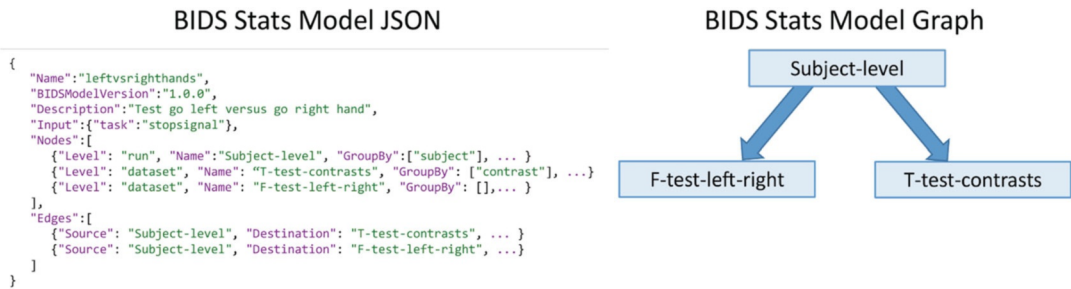 BIDS Stats Model JSON
{
"Name":"leftvsrighthands",
"BIDSModelVersion":"1.0.0",
"Description":"Test go left versus go right hand",
"Input":{"task":"stopsignal"},
"Nodes":[
{"Level": "run", "Name":"Subject-level", "GroupBy":["subject"], ... }
{"Level": "dataset", "Name": “T-test-contrasts", "GroupBy": ["contrast"], ...}
{"Level": "dataset", "Name": "F-test-left-right", "GroupBy": [],... }
],
"Edges":[
{"Source": "Subject-level", "Destination": "T-test-contrasts", ... }
{"Source": "Subject-level", "Destination": "F-test-left-right", ...}
]
}
BIDS Stats Model Graph
Subject-level
F-test-left-right
T-test-contrasts